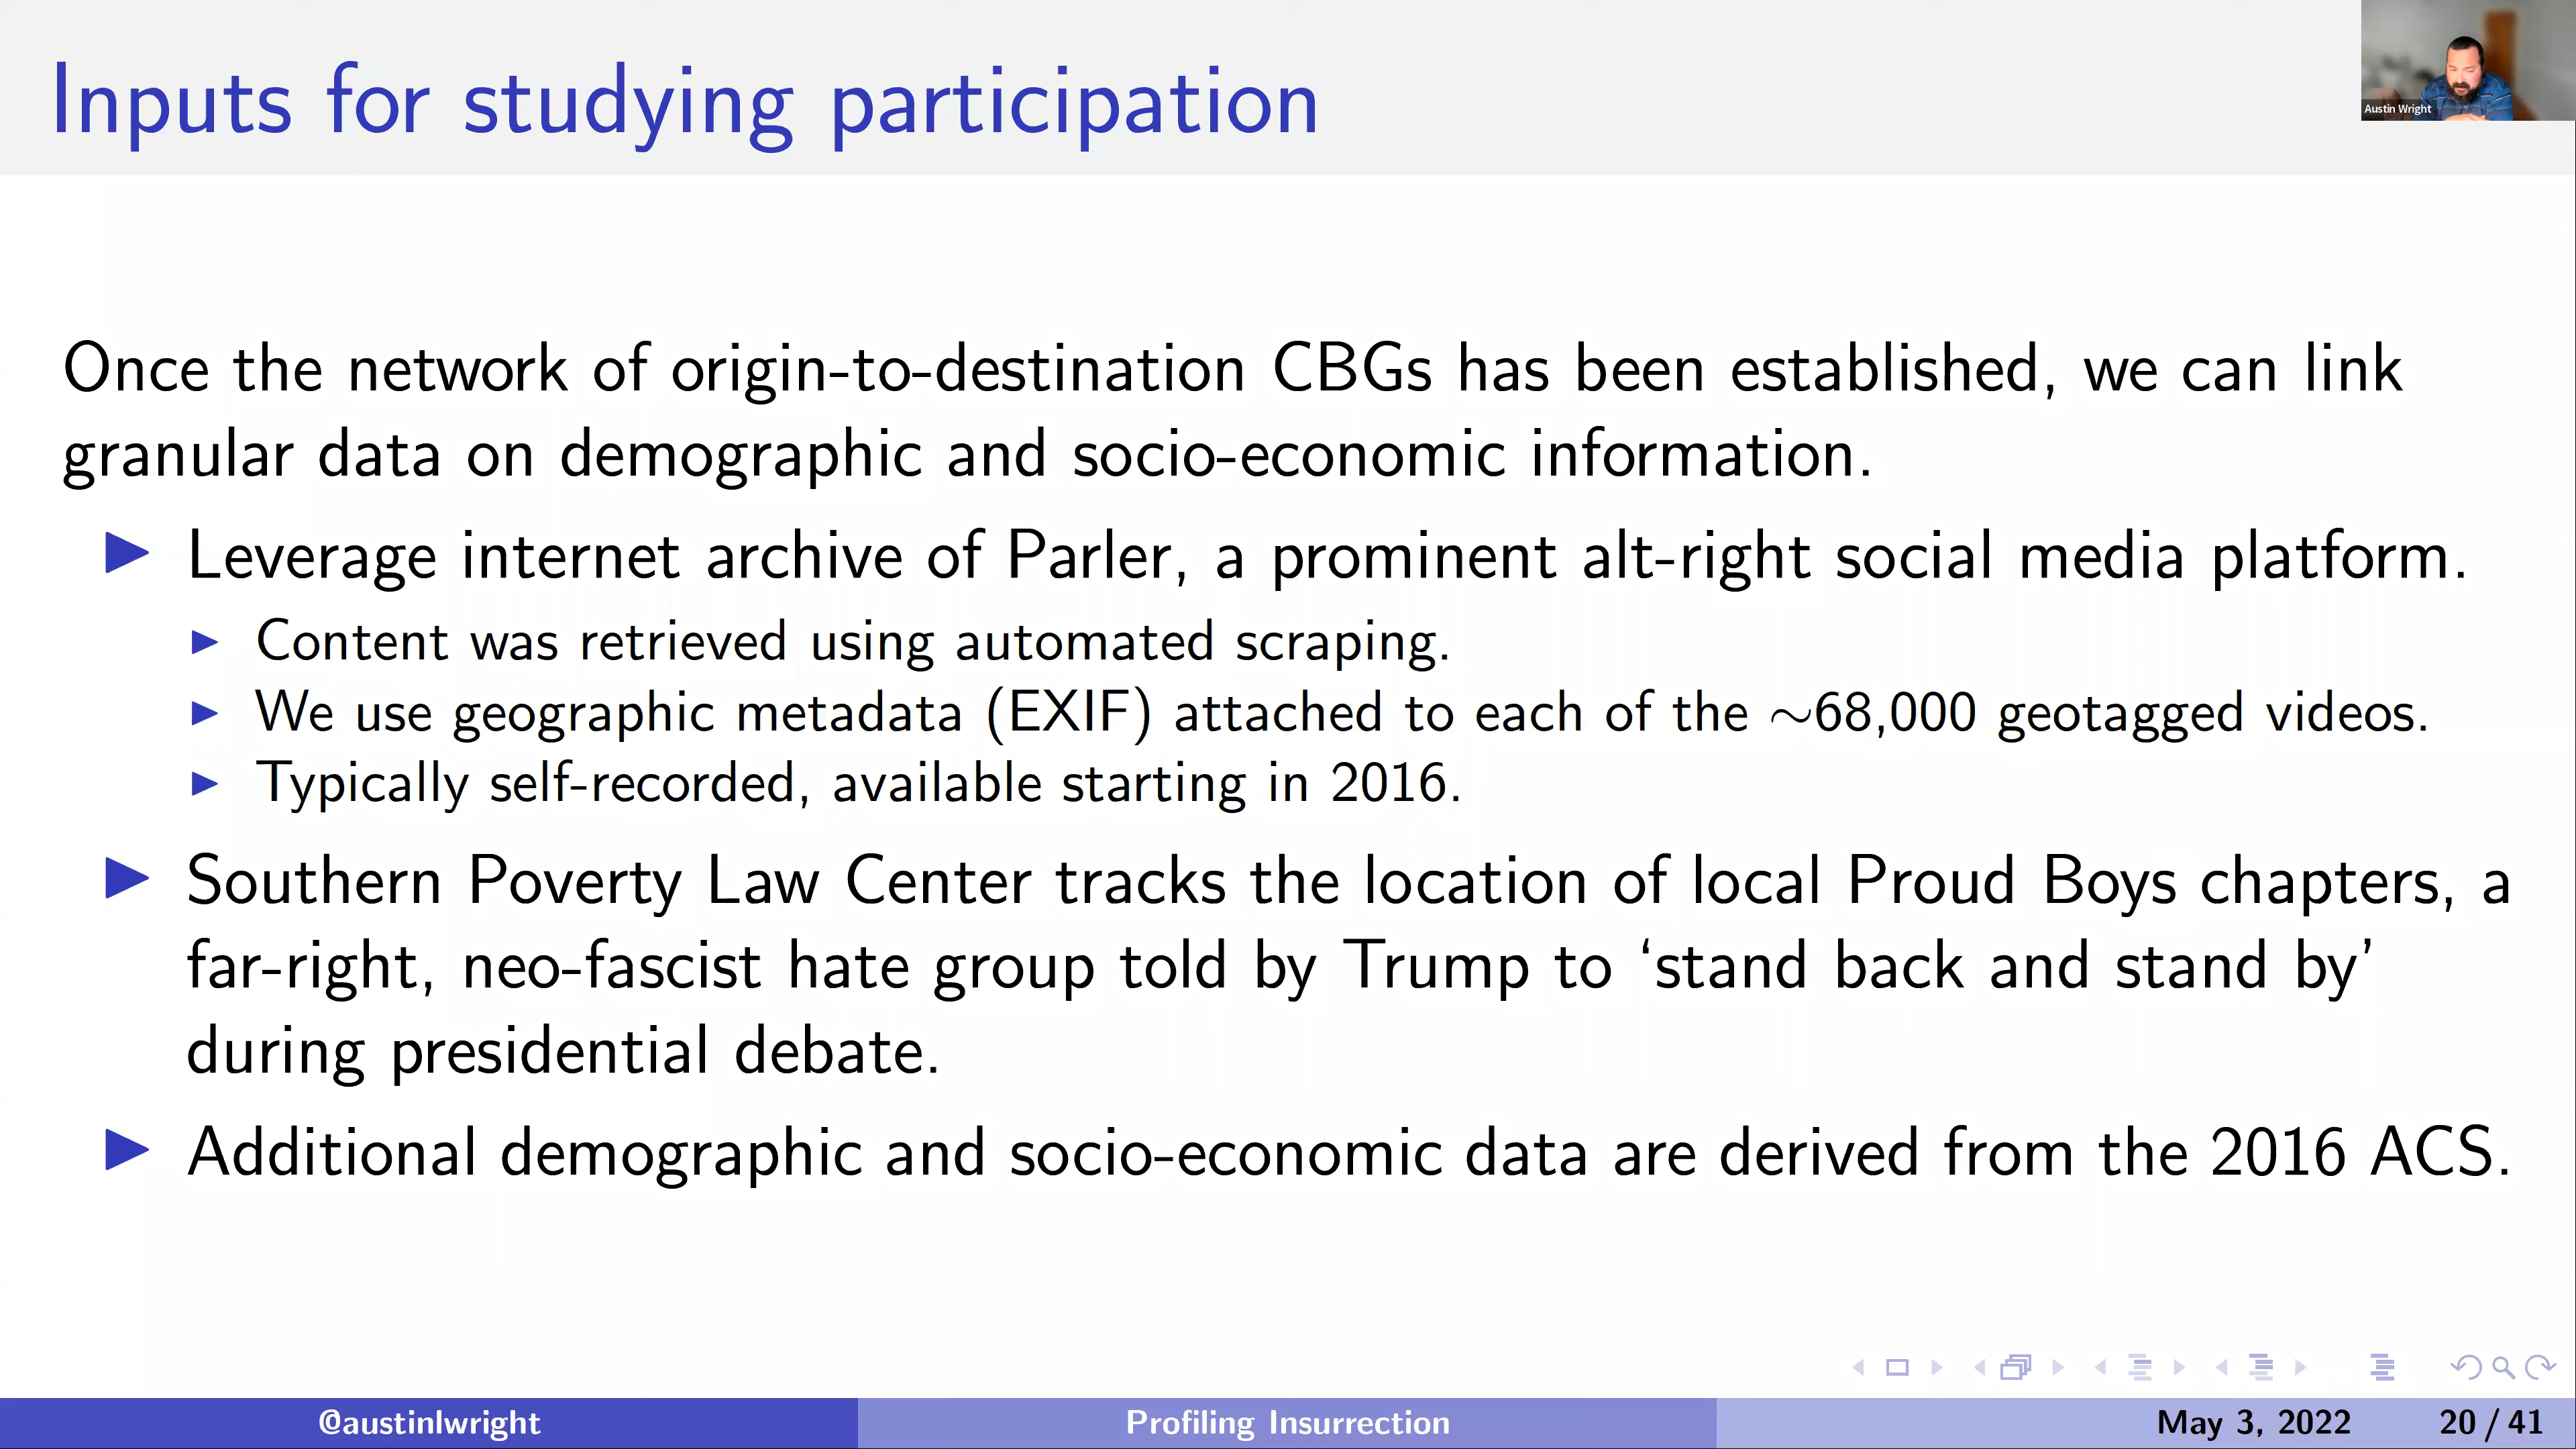 Inputs for studying participation
Austin Wright
Once the network of origin-to-destination CBGs has been established, we can link
granular data on demographic and socio-economic information.
Leverage internet archive of Parler, a prominent alt-right social media platform.
Content was retrieved using automated scraping.
We use geographic metadata (EXIF) attached to each of the ∼68,000 geotagged videos.
Typically self-recorded, available starting in 2016.
Southern Poverty Law Center tracks the location of local Proud Boys chapters, a
far-right, neo-fascist hate group told by Trump to ‘stand back and stand by’
during presidential debate.
Additional demographic and socio-economic data are derived from the 2016 ACS.
@austinlwright Profiling Insurrection May 3, 2022 20 / 41